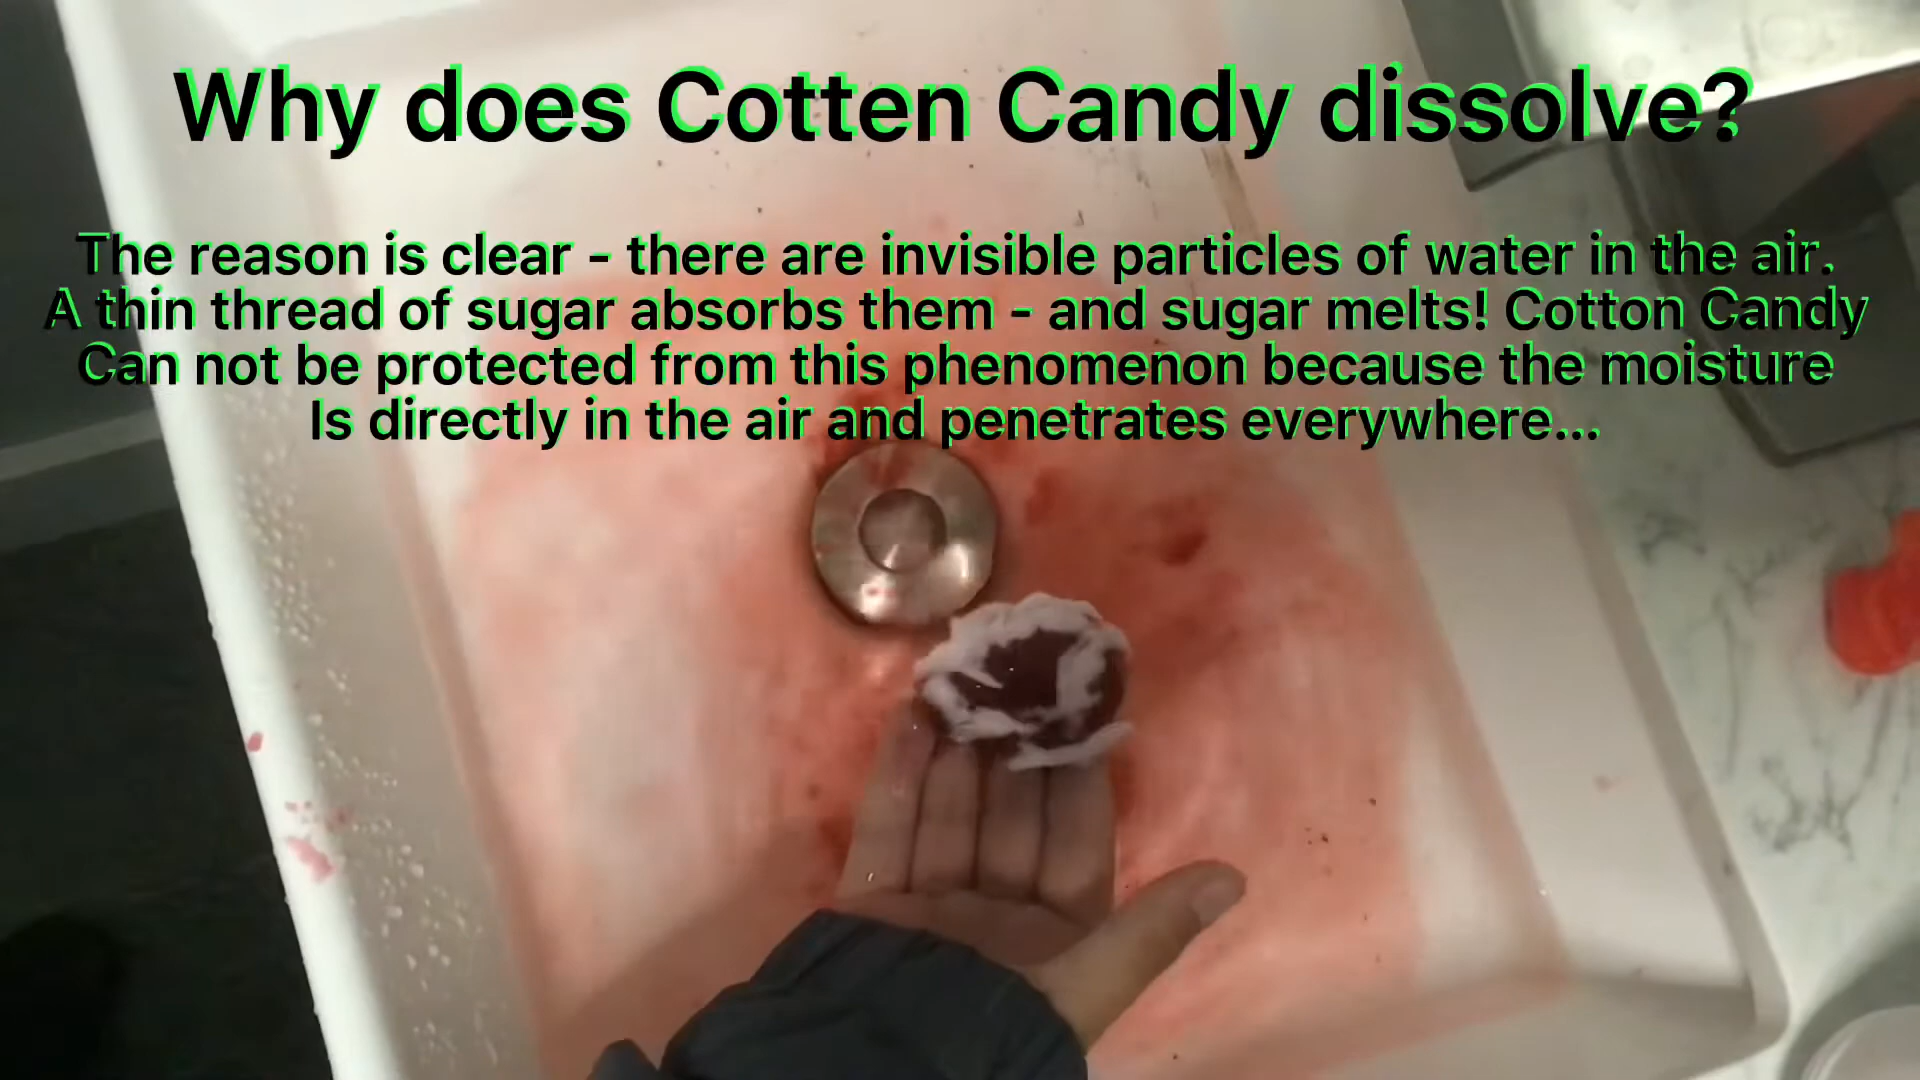 Why does Cotten Candy dissolve?
The reason is clear - there are invisible particles of water in the air.
A thin thread of sugar absorbs them - and sugar melts! Cotton Candy
Can not be protected from this phenomenon because the moisture
Is directly in the air and penetrates everywhere...